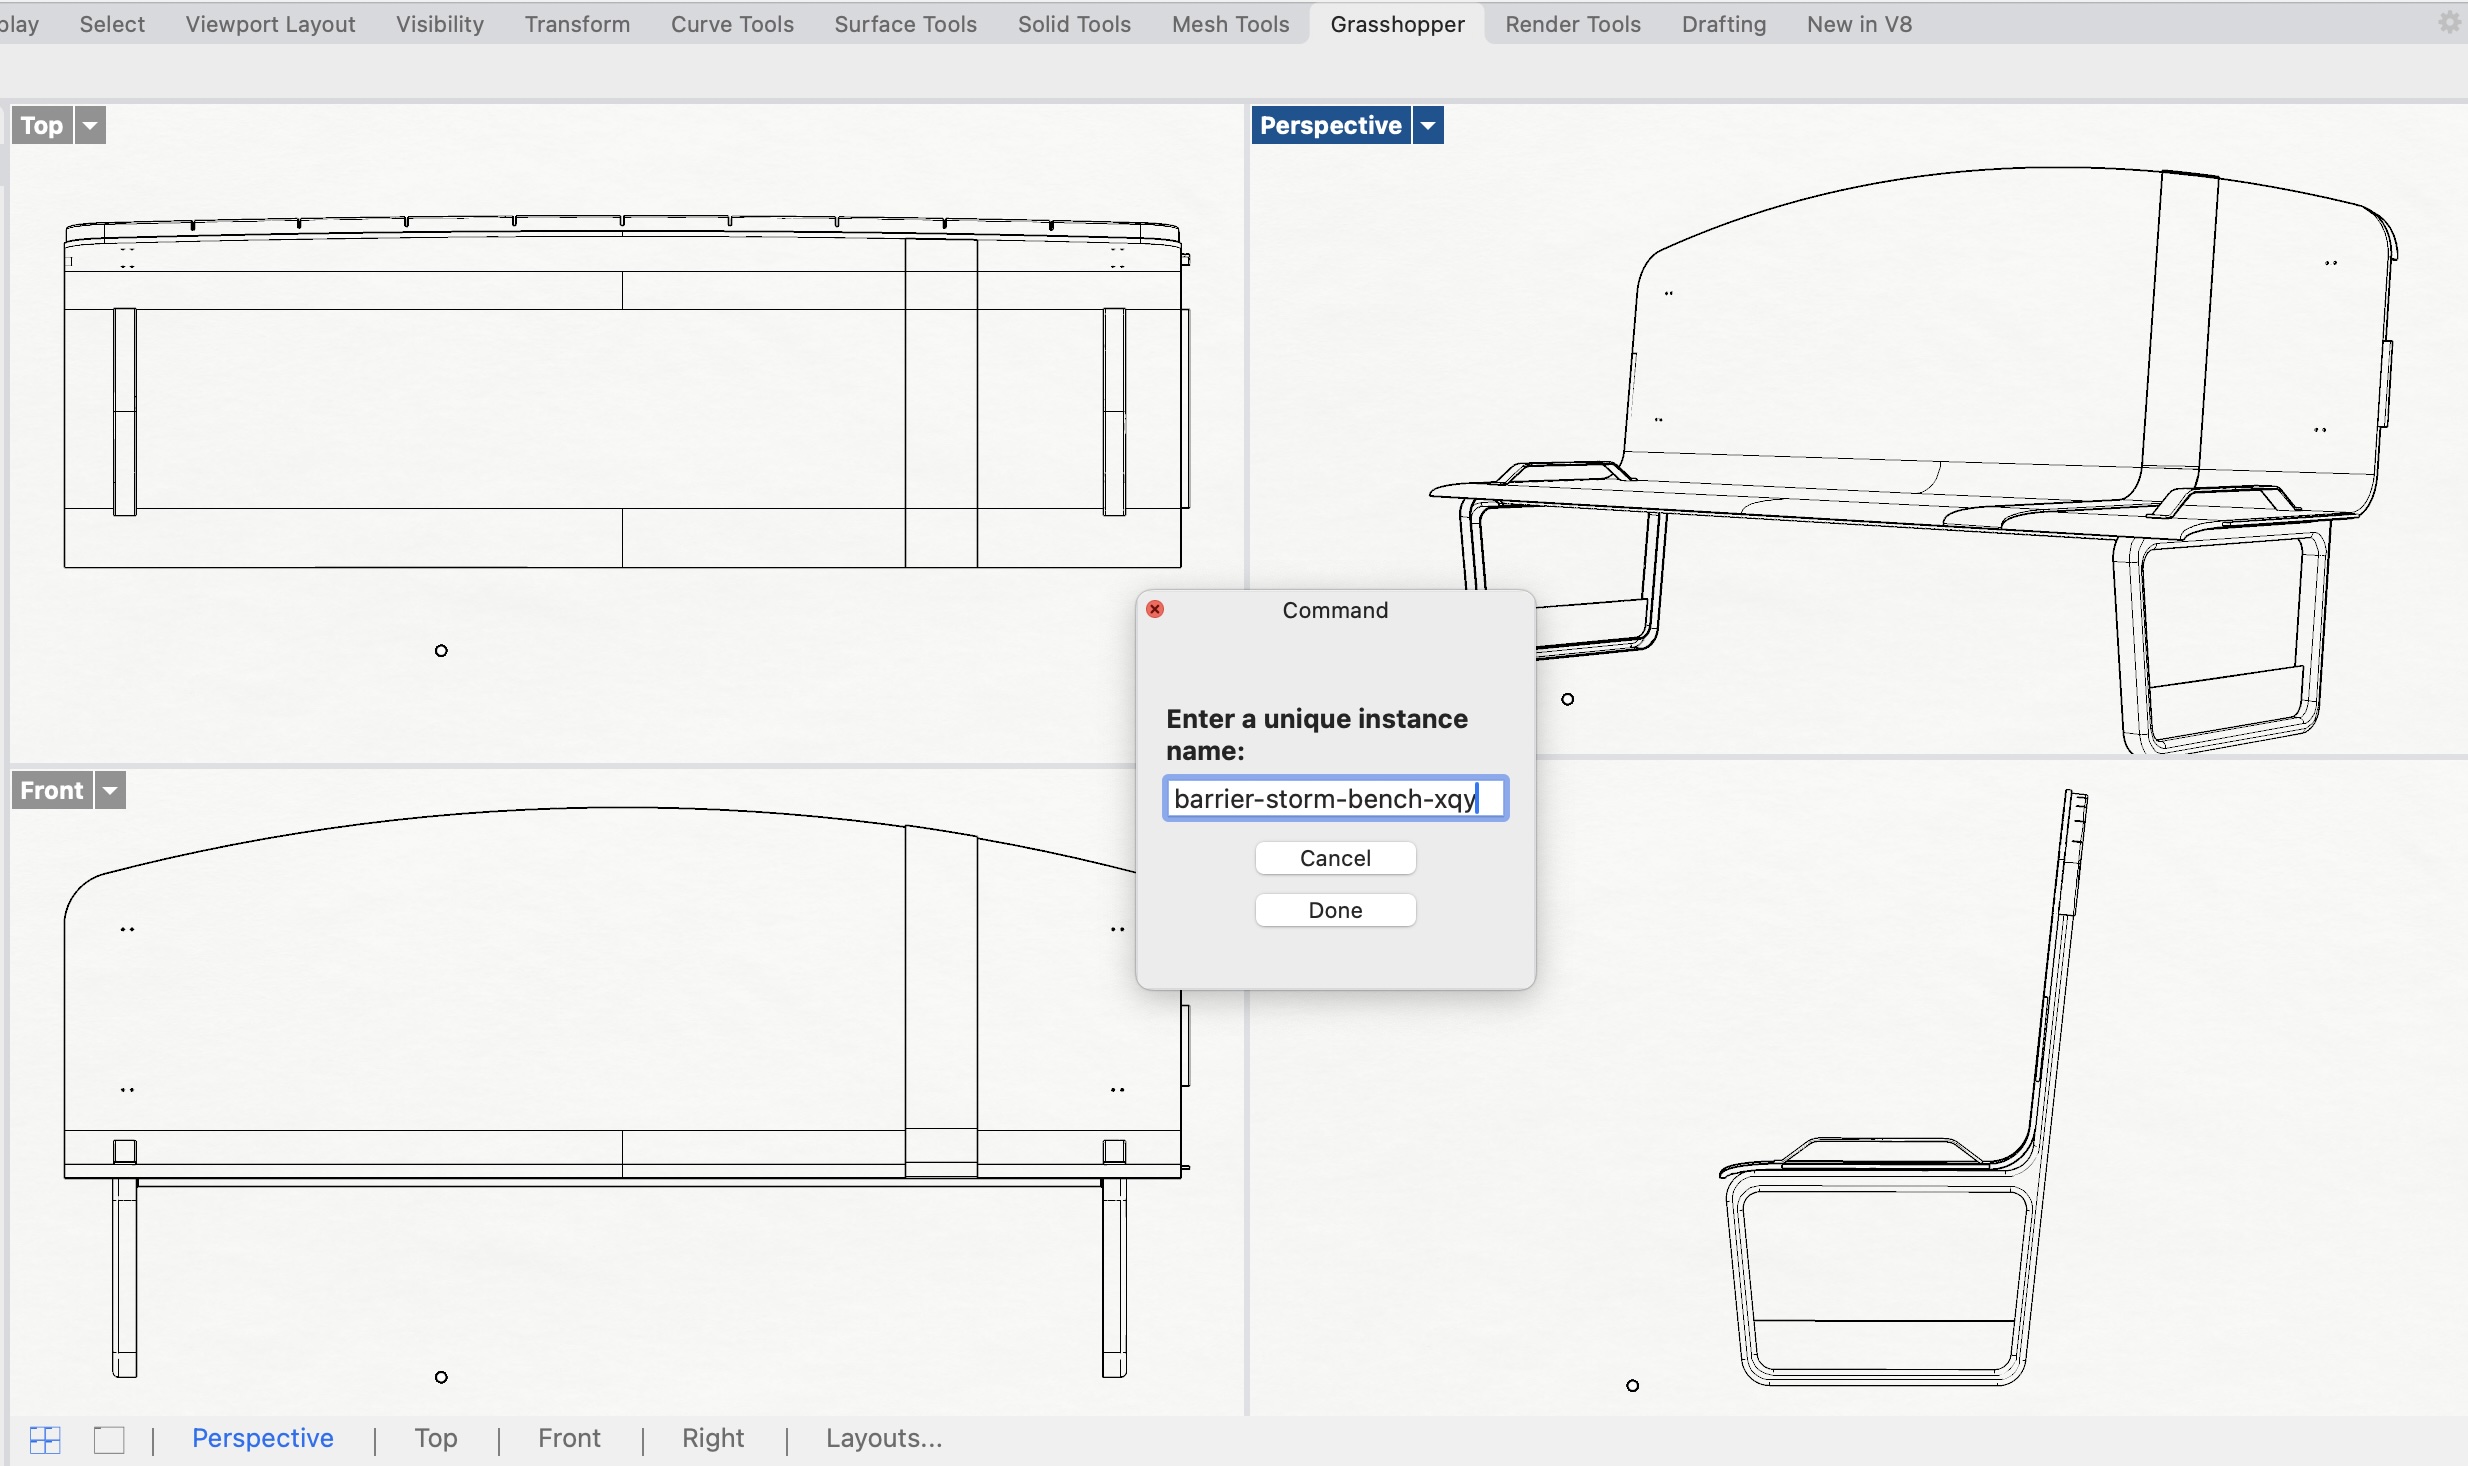 play Select Viewport Layout Visibility Transform Curve Tools Surface Tools Solid Tools Mesh Tools Grasshopper Render Tools Drafting New in V8
Top
Perspective
Command
Enter a unique instance
name:
barrier-storm-bench-xqy
Cancel
Done
Front
Perspective | Top | Front | Right | Layouts...